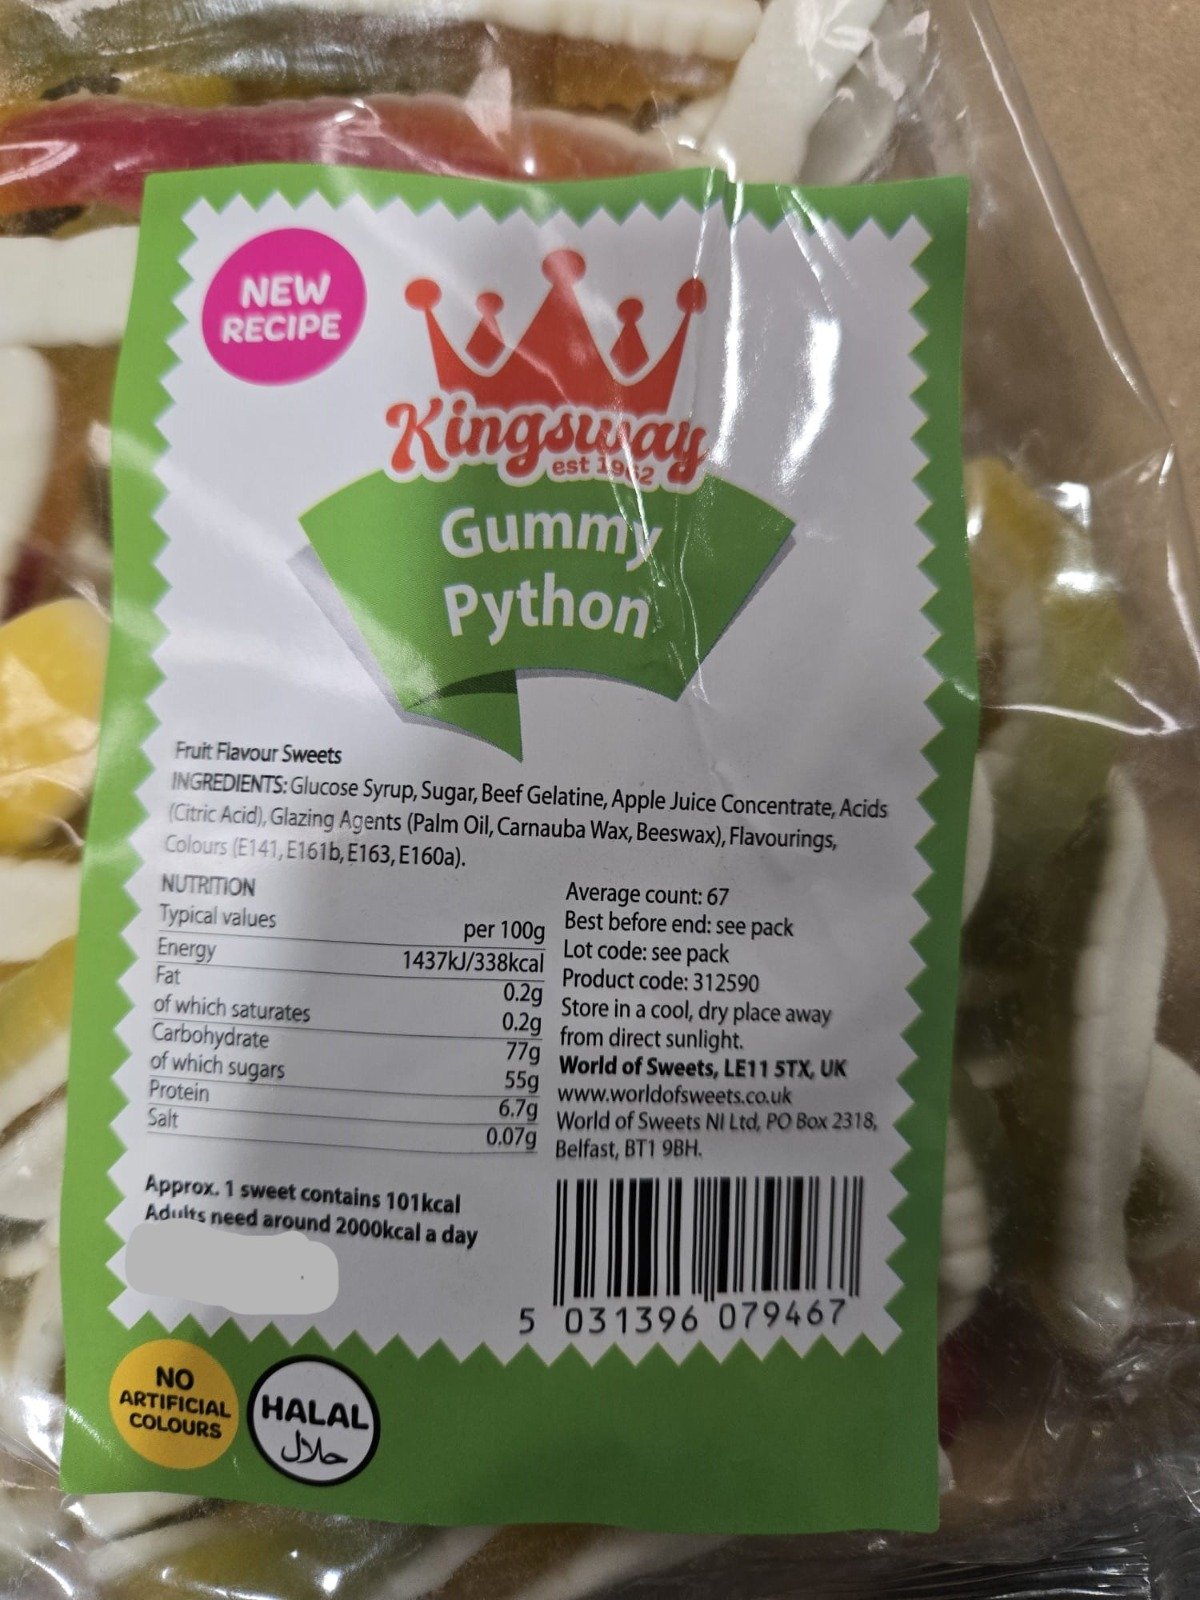 NEW
RECIPE
Kingsway
est 1962
Gummy
Python
Fruit Flavour Sweets
INGREDIENTS: Glucose Syrup, Sugar, Beef Gelatine, Apple Juice Concentrate, Acids
(Citric Acid), Glazing Agents (Palm Oil, Carnauba Wax, Beeswax), Flavourings,
Colours (E141, E161b, E163, E160a).
NUTRITION
Typical values per 100g
Energy 1437kJ/338kcal
Fat 0.2g
of which saturates 0.2g
Carbohydrate 77g
of which sugars 55g
Protein 6.7g
Salt 0.07g
Average count: 67
Best before end: see pack
Lot code: see pack
Product code: 312590
Store in a cool, dry place away
from direct sunlight.
World of Sweets, LE11 5TX, UK
www.worldofsweets.co.uk
World of Sweets NI Ltd, PO Box 2318,
Belfast, BT1 9BH.
Approx. 1 sweet contains 101kcal
Adults need around 2000kcal a day
5 031396 079467
NO
ARTIFICIAL
COLOURS
HALAL
حلال